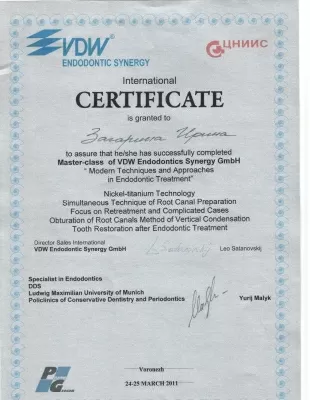 VDW®
ЦНИИС
ENDODONTIC SYNERGY
International
CERTIFICATE
is granted to
Захарина Ирина
to assure that he/she has successfully completed
Master-class of VDW Endodontics Synergy GmbH
" Modern Techniques and Approaches
in Endodontic Treatment"
Nickel-titanium Technology
Simultaneous Technique of Root Canal Preparation
Focus on Retreatment and Complicated Cases
Obturation of Root Canals Method of Vertical Condensation
Tooth Restoration after Endodontic Treatment
Director Sales International
VDW Endodontic Synergy GmbH
Leo Satanovskij
Specialist in Endodontics
DDS
Ludwig Maximilian University of Munich
Policlinics of Conservative Dentistry and Periodontics
Yurij Malyk
Voronezh
24-25 MARCH 2011